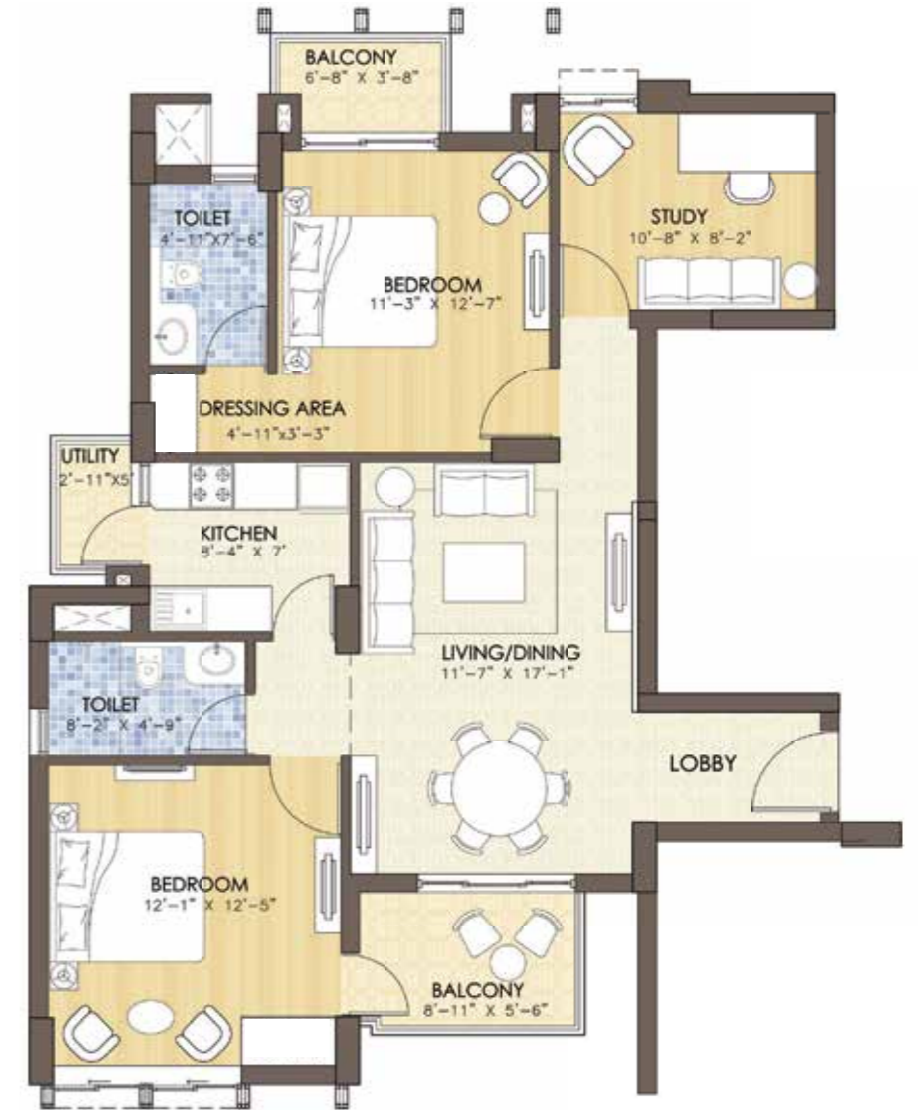 BALCONY
6'-8" X 3'-8"
TOILET
4'-11"X7'-6"
STUDY
10'-8" X 8'-2"
BEDROOM
11'-3" X 12'-7"
DRESSING AREA
4'-11"x3'-3"
UTILITY
2'-11"X5'
KITCHEN
8'-4" X 7'
LIVING/DINING
11'-7" X 17'-1"
TOILET
8'-2" X 4'-9"
LOBBY
BEDROOM
12'-1" X 12'-5"
BALCONY
8'-11" X 5'-6"